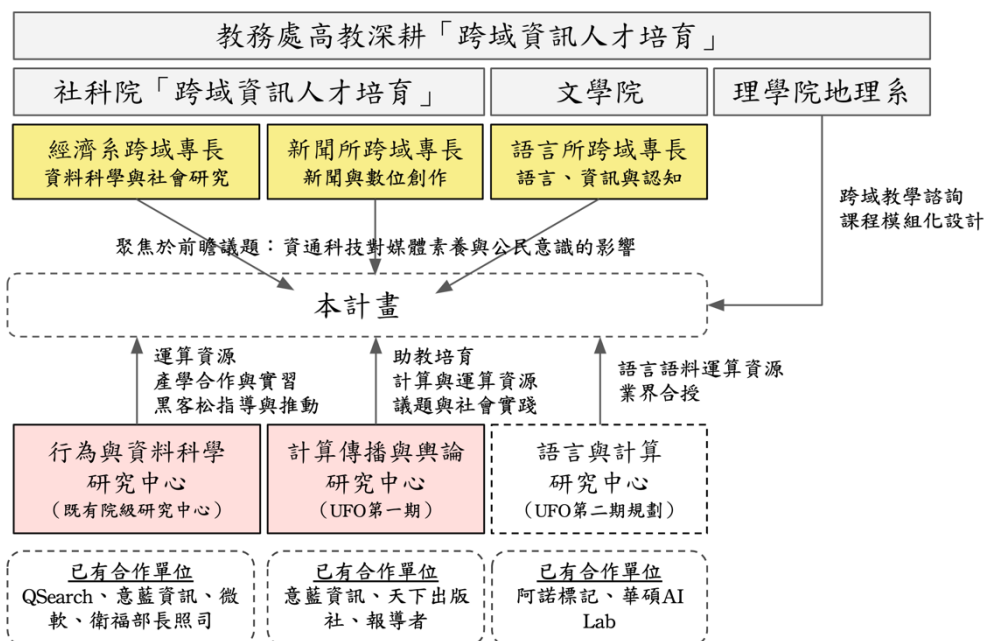 教務處高教深耕「跨域資訊人才培育」
社科院「跨域資訊人才培育」
文學院
理學院地理系
經濟系跨域專長
資料科學與社會研究
新聞所跨域專長
新聞與數位創作
語言所跨域專長
語言、資訊與認知
跨域教學諮詢
課程模組化設計
聚焦於前瞻議題：資通科技對媒體素養與公民意識的影響
本計畫
運算資源
產學合作與實習
黑客松指導與推動
助教培育
計算與運算資源
議題與社會實踐
語言語料運算資源
業界合授
行為與資料科學
研究中心
（既有院級研究中心）
計算傳播與輿論
研究中心
（UFO第一期）
語言與計算
研究中心
（UFO第二期規劃）
已有合作單位
QSearch、意藍資訊、微
軟、衛福部長照司
已有合作單位
意藍資訊、天下出版
社、報導者
已有合作單位
阿諾標記、華碩AI
Lab